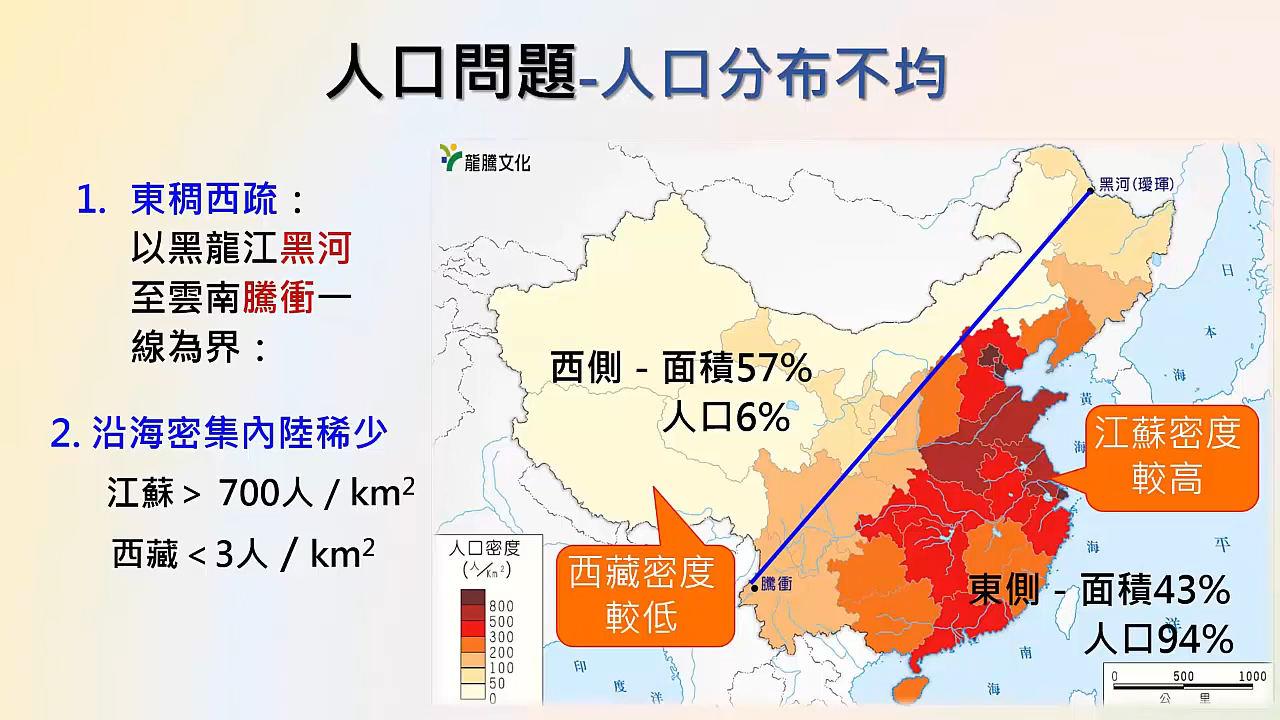 人口問題-人口分布不均
1. 東稠西疏：
以黑龍江黑河
至雲南騰衝一
線為界：
2. 沿海密集內陸稀少
江蘇＞ 700人 / km²
西藏＜3人 / km²
龍騰文化
黑河(璦琿)
日
本
海
西側 - 面積57%
人口6%
黃
海
江蘇密度
較高
西藏密度
較低
騰衝
東側 - 面積43%
人口94%
海
平
洋
南
海
印
度
洋
人口密度
(人/Km²)
800
500
300
200
100
50
0
0 500 1000
公 里